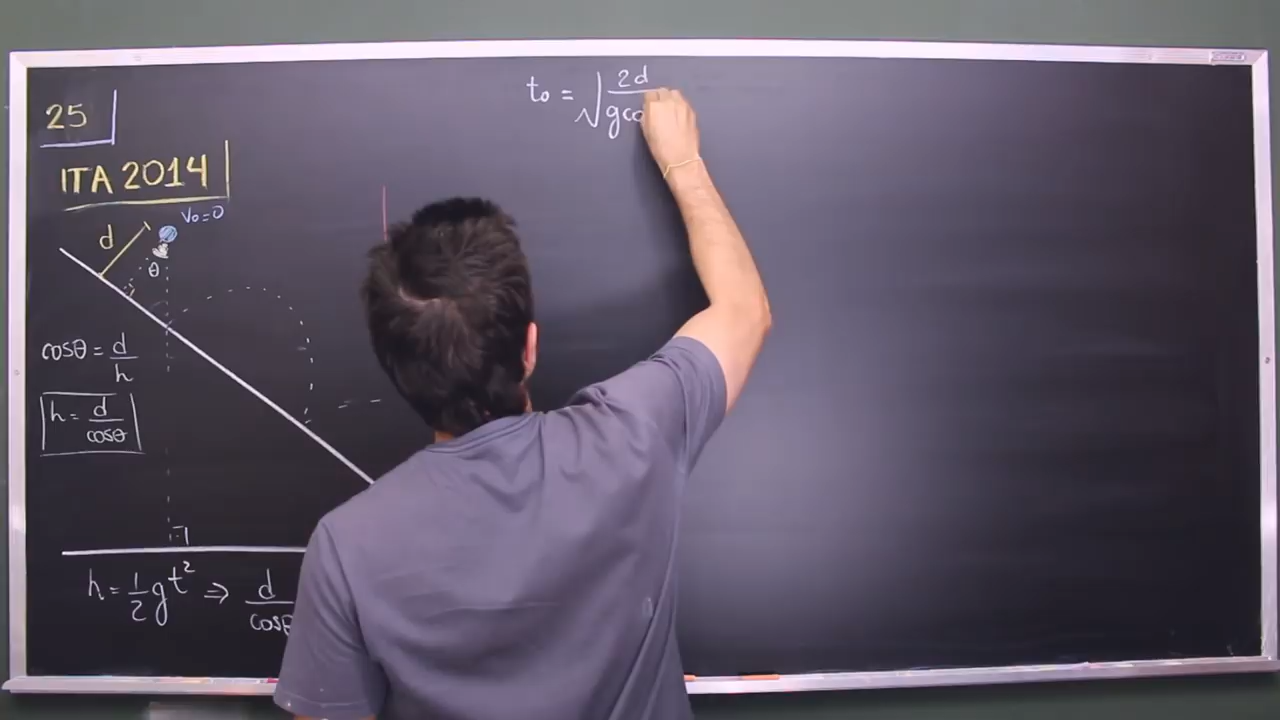 25
ITA 2014
d
V₀=0
θ
cosθ = d/h
h = d/cosθ
h = 1/2 gt² ⇒ d/cosθ
t₀ = √(2d/gco